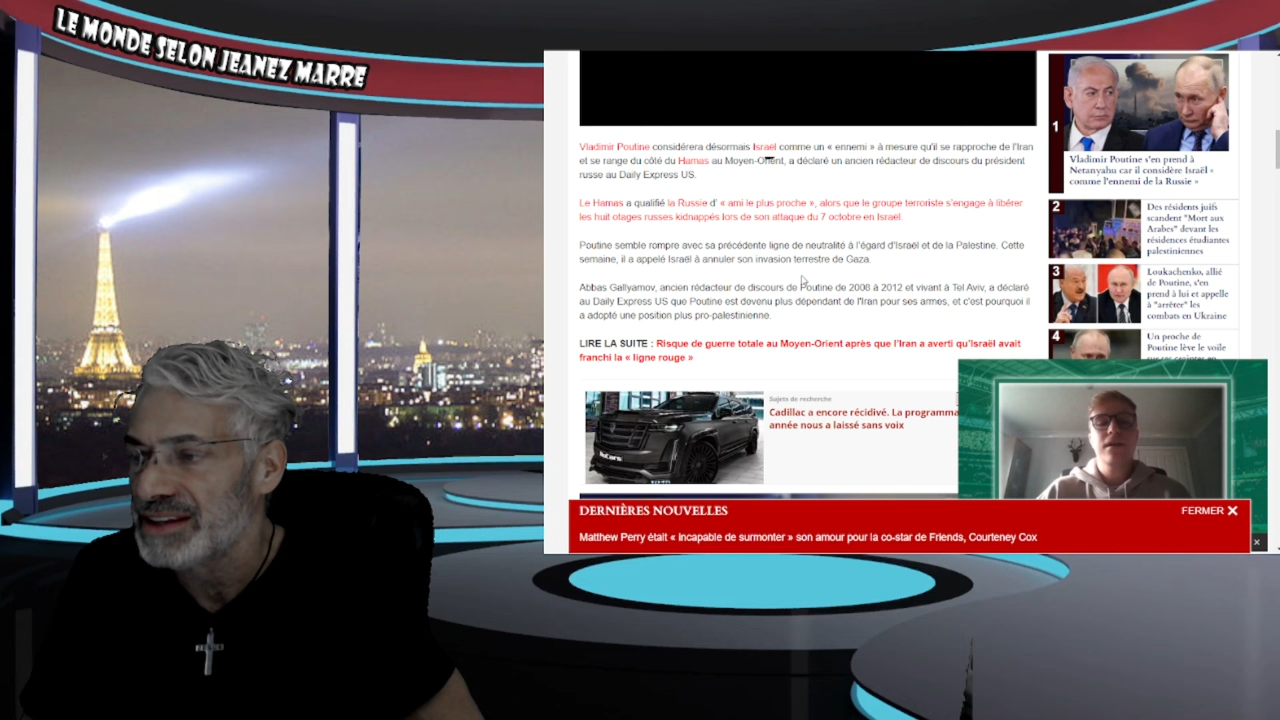 LE MONDE SELON JEANEZ MARRE
Vladimir Poutine considérera désormais Israël comme un « ennemi » à mesure qu'il se rapproche de l'Iran
et se range du côté du Hamas au Moyen-Orient, a déclaré un ancien rédacteur de discours du président
russe au Daily Express US.
Le Hamas a qualifié la Russie d' « ami le plus proche », alors que le groupe terroriste s'engage à libérer
les huit otages russes kidnappés lors de son attaque du 7 octobre en Israël.
Poutine semble rompre avec sa précédente ligne de neutralité à l'égard d'Israël et de la Palestine. Cette
semaine, il a appelé Israël à annuler son invasion terrestre de Gaza.
Abbas Gallyamov, ancien rédacteur de discours de Poutine de 2008 à 2012 et vivant à Tel Aviv, a déclaré
au Daily Express US que Poutine est devenu plus dépendant de l'Iran pour ses armes, et c'est pourquoi il
a adopté une position plus pro-palestinienne.
LIRE LA SUITE : Risque de guerre totale au Moyen-Orient après que l'Iran a averti qu'Israël avait
franchi la « ligne rouge »
Sujets de recherche
Cadillac a encore récidivé. La programma
année nous a laissé sans voix
1
Vladimir Poutine s'en prend à
Netanyahu car il considère Israël «
comme l'ennemi de la Russie »
2
Des résidents juifs
scandent "Mort aux
Arabes" devant les
résidences étudiantes
palestiniennes
3
Loukachenko, allié
de Poutine, s'en
prend à lui et appelle
à "arrêter" les
combats en Ukraine
4
Un proche de
Poutine lève le voile
DERNIÈRES NOUVELLES
FERMER X
Matthew Perry était « incapable de surmonter » son amour pour la co-star de Friends, Courteney Cox